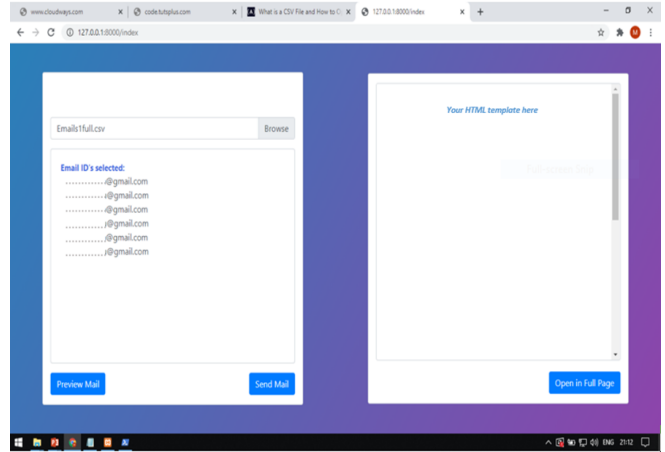 www.cloudways.com
code.tutsplus.com
What is a CSV File and How to C
127.0.0.1:8000/index
127.0.0.1:8000/index
M
Emails1full.csv
Browse
Email ID's selected:
@gmail.com
@gmail.com
@gmail.com
@gmail.com
@gmail.com
@gmail.com
Preview Mail
Send Mail
Your HTML template here
Open in Full Page
ENG
21:12